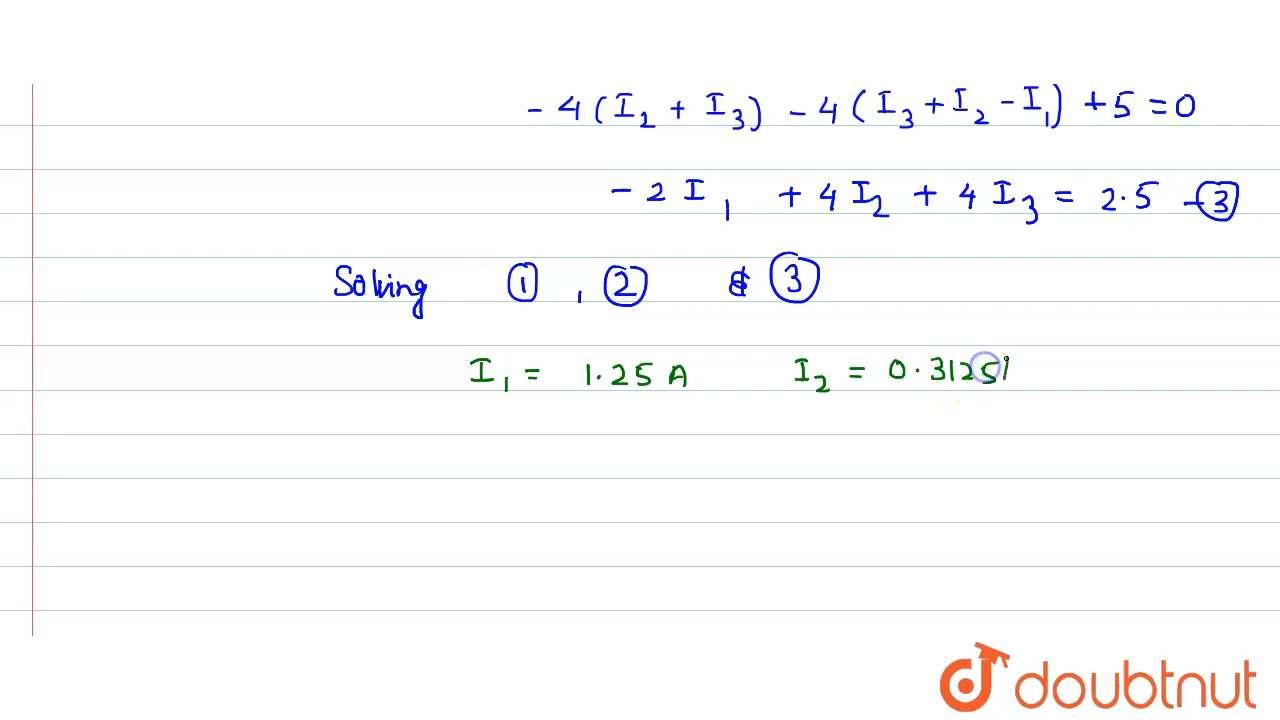 - 4 (I₂ + I₃) - 4 (I₃ + I₂ - I₁) + 5 = 0
- 2 I₁ + 4 I₂ + 4 I₃ = 2.5 - ③
Solving ①, ② & ③
I₁ = 1.25 A I₂ = 0.3125
doubtnut